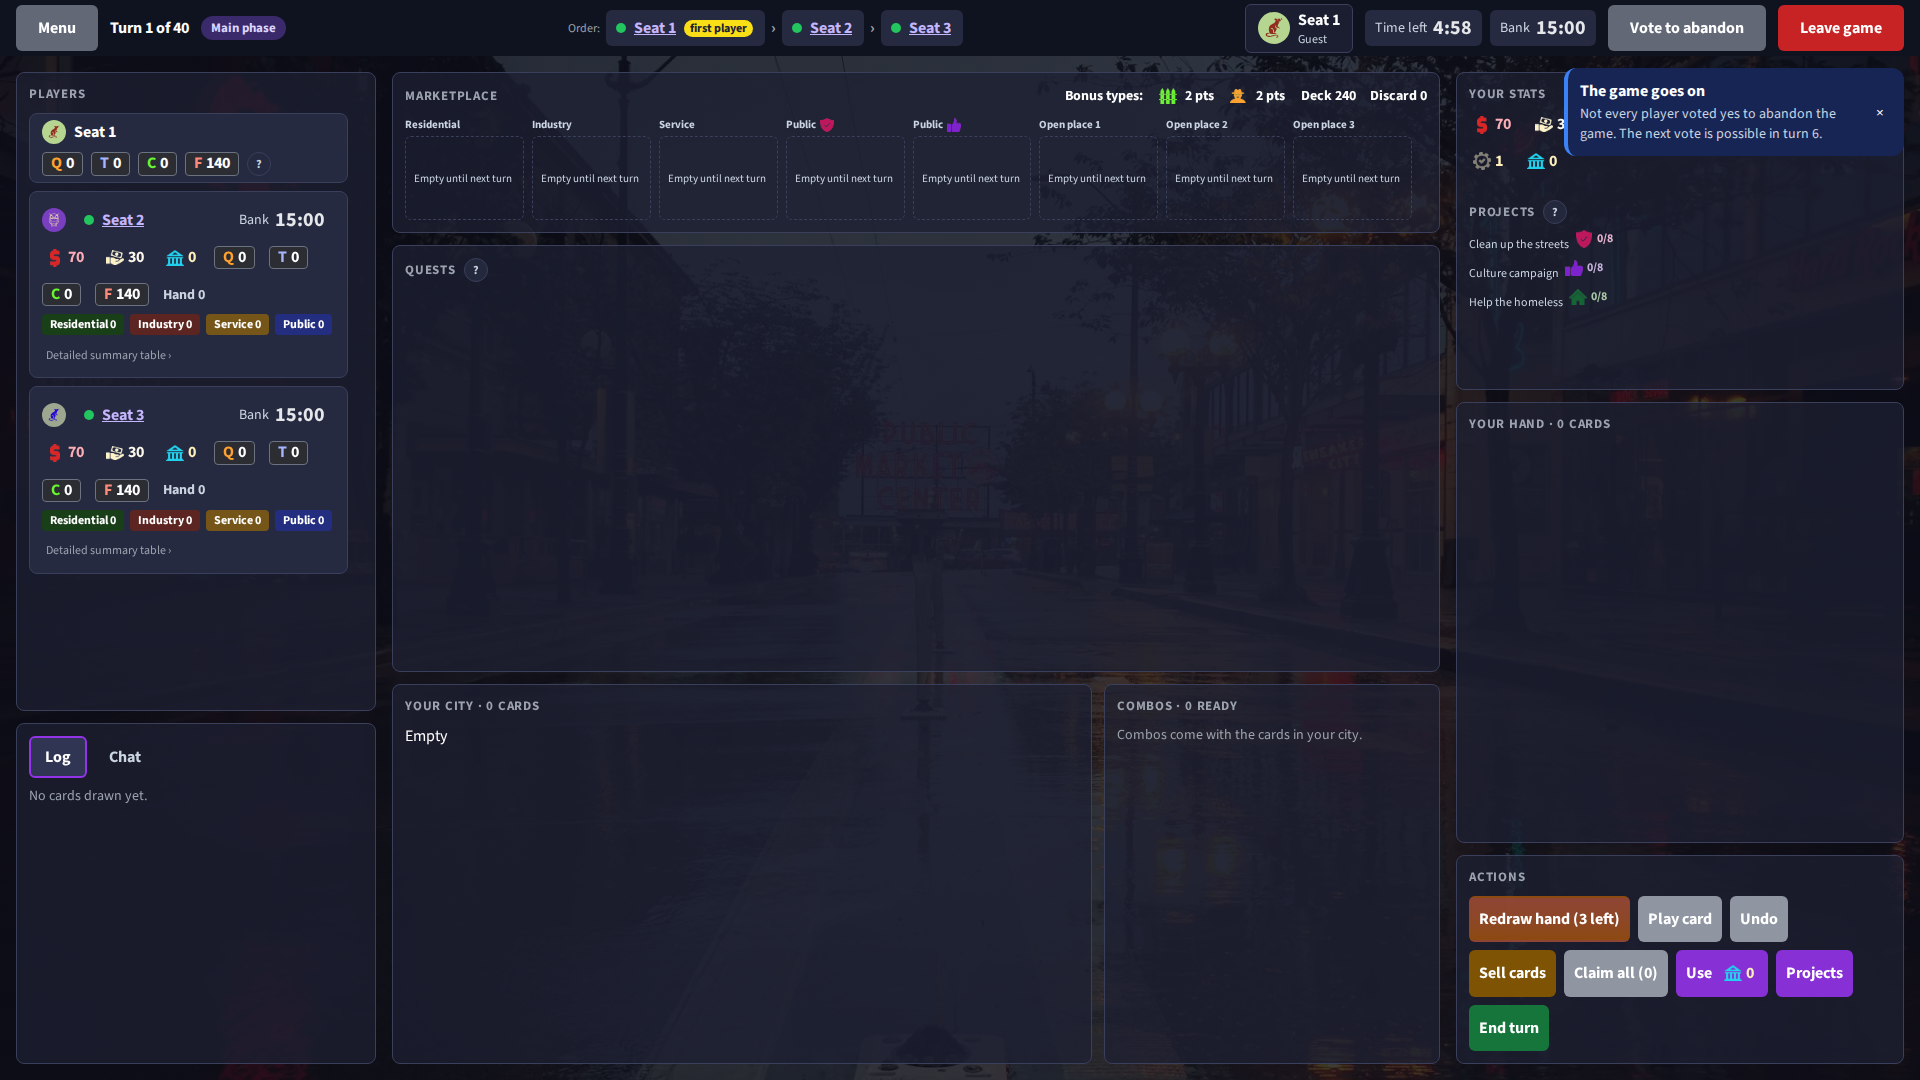 Menu
Turn 1 of 40
Main phase
Order:
Seat 1
first player
›
Seat 2
›
Seat 3
Seat 1
Guest
Time left 4:58
Bank 15:00
Vote to abandon
Leave game
PLAYERS
Seat 1
Q 0
T 0
C 0
F 140
?
Seat 2
Bank 15:00
70
30
0
Q 0
T 0
C 0
F 140
Hand 0
Residential 0
Industry 0
Service 0
Public 0
Detailed summary table ›
Seat 3
Bank 15:00
70
30
0
Q 0
T 0
C 0
F 140
Hand 0
Residential 0
Industry 0
Service 0
Public 0
Detailed summary table ›
Log
Chat
No cards drawn yet.
MARKETPLACE
Bonus types:
2 pts
2 pts
Deck 240
Discard 0
Residential
Industry
Service
Public
Public
Open place 1
Open place 2
Open place 3
Empty until next turn
Empty until next turn
Empty until next turn
Empty until next turn
Empty until next turn
Empty until next turn
Empty until next turn
Empty until next turn
QUESTS
?
YOUR CITY · 0 CARDS
Empty
COMBOS · 0 READY
Combos come with the cards in your city.
YOUR STATS
70
3
1
0
The game goes on
Not every player voted yes to abandon the
game. The next vote is possible in turn 6.
×
PROJECTS
?
Clean up the streets
0/8
Culture campaign
0/8
Help the homeless
0/8
YOUR HAND · 0 CARDS
ACTIONS
Redraw hand (3 left)
Play card
Undo
Sell cards
Claim all (0)
Use 0
Projects
End turn